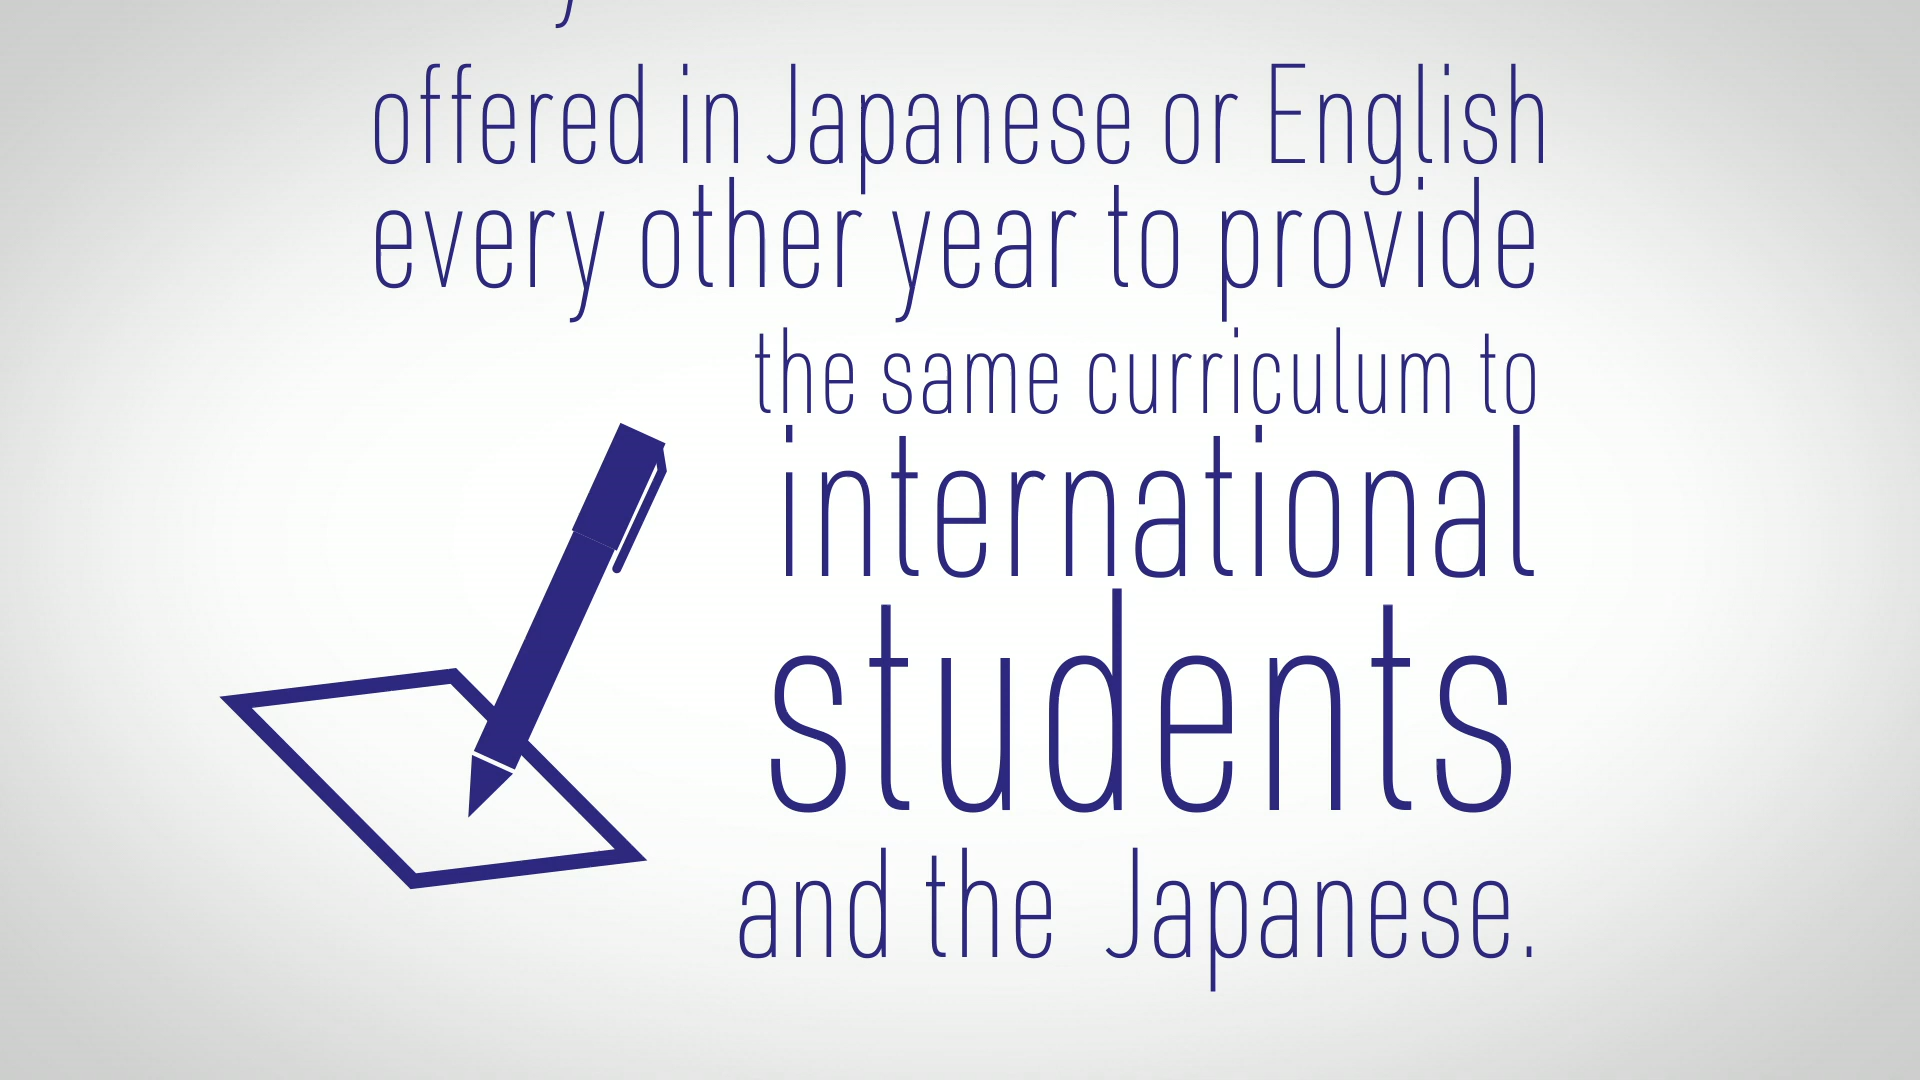 offered in Japanese or English
every other year to provide
the same curriculum to
international
students
and the Japanese.